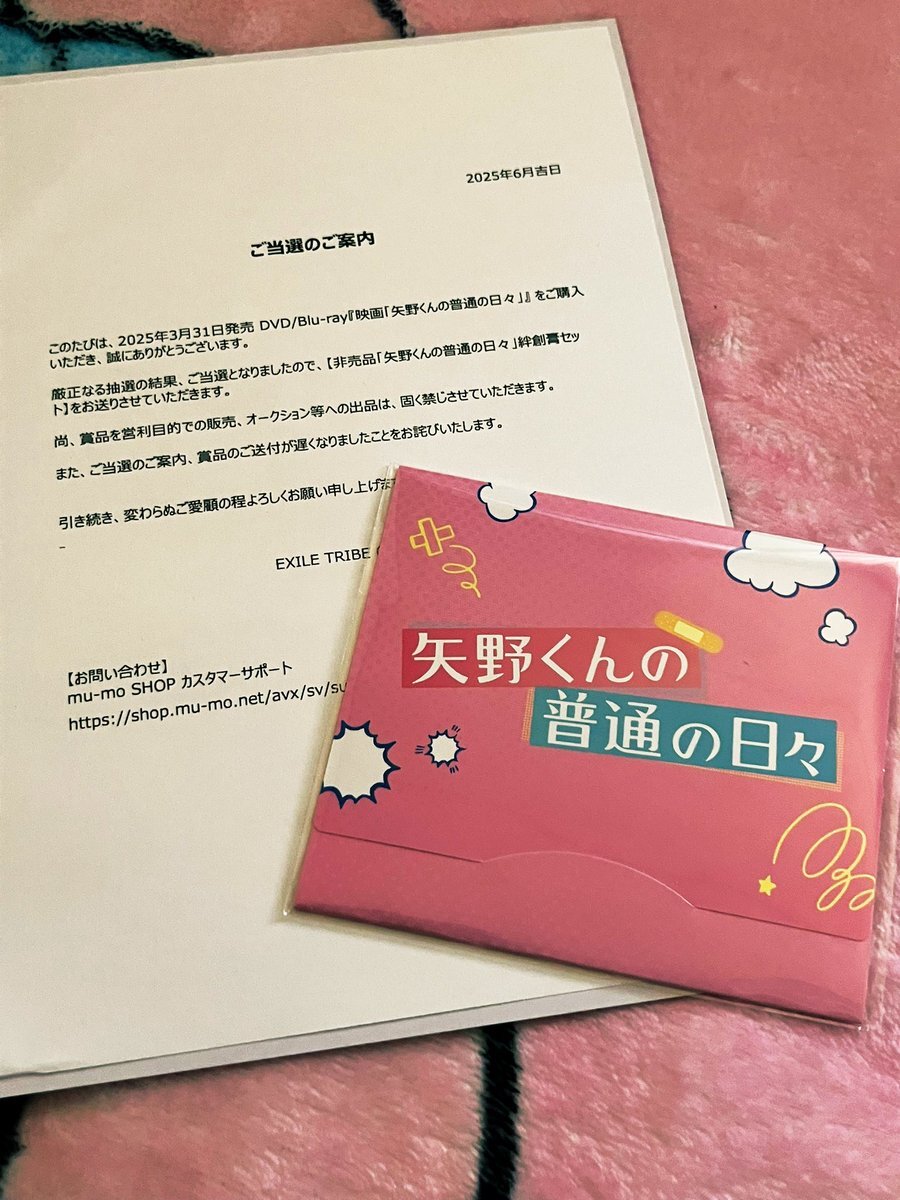 2025年6月吉日
ご当選のご案内
このたびは、2025年3月31日発売 DVD/Blu-ray『映画「矢野くんの普通の日々」』をご購入
いただき、誠にありがとうございます。
厳正なる抽選の結果、ご当選となりましたので、【非売品「矢野くんの普通の日々」絆創膏セッ
ト】をお送りさせていただきます。
尚、賞品を営利目的での販売、オークション等への出品は、固く禁じさせていただきます。
また、ご当選のご案内、賞品のご送付が遅くなりましたことをお詫びいたします。
引き続き、変わらぬご愛顧の程よろしくお願い申し上げま
EXILE TRIBE
【お問い合わせ】
mu-mo SHOP カスタマーサポート
https://shop.mu-mo.net/avx/sv/su
矢野くんの
普通の日々